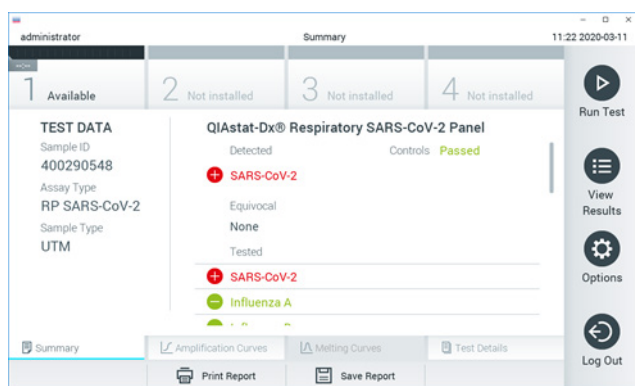 administrator Summary 11:22 2020-03-11
1 Available 2 Not installed 3 Not installed 4 Not installed
Run Test
TEST DATA
Sample ID
400290548
Assay Type
RP SARS-CoV-2
Sample Type
UTM
QIAstat-Dx® Respiratory SARS-CoV-2 Panel
Detected Controls Passed
SARS-CoV-2
Equivocal
None
Tested
SARS-CoV-2
Influenza A
View
Results
Options
Log Out
Summary Amplification Curves Melting Curves Test Details
Print Report Save Report